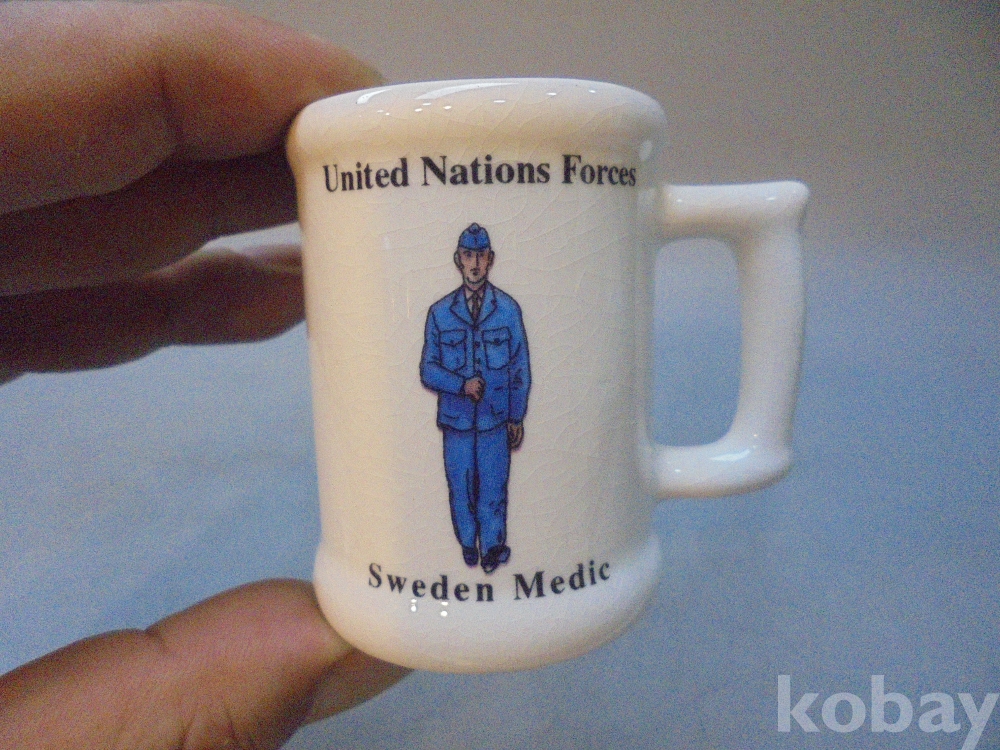 United Nations Forces
Sweden Medic
kobay